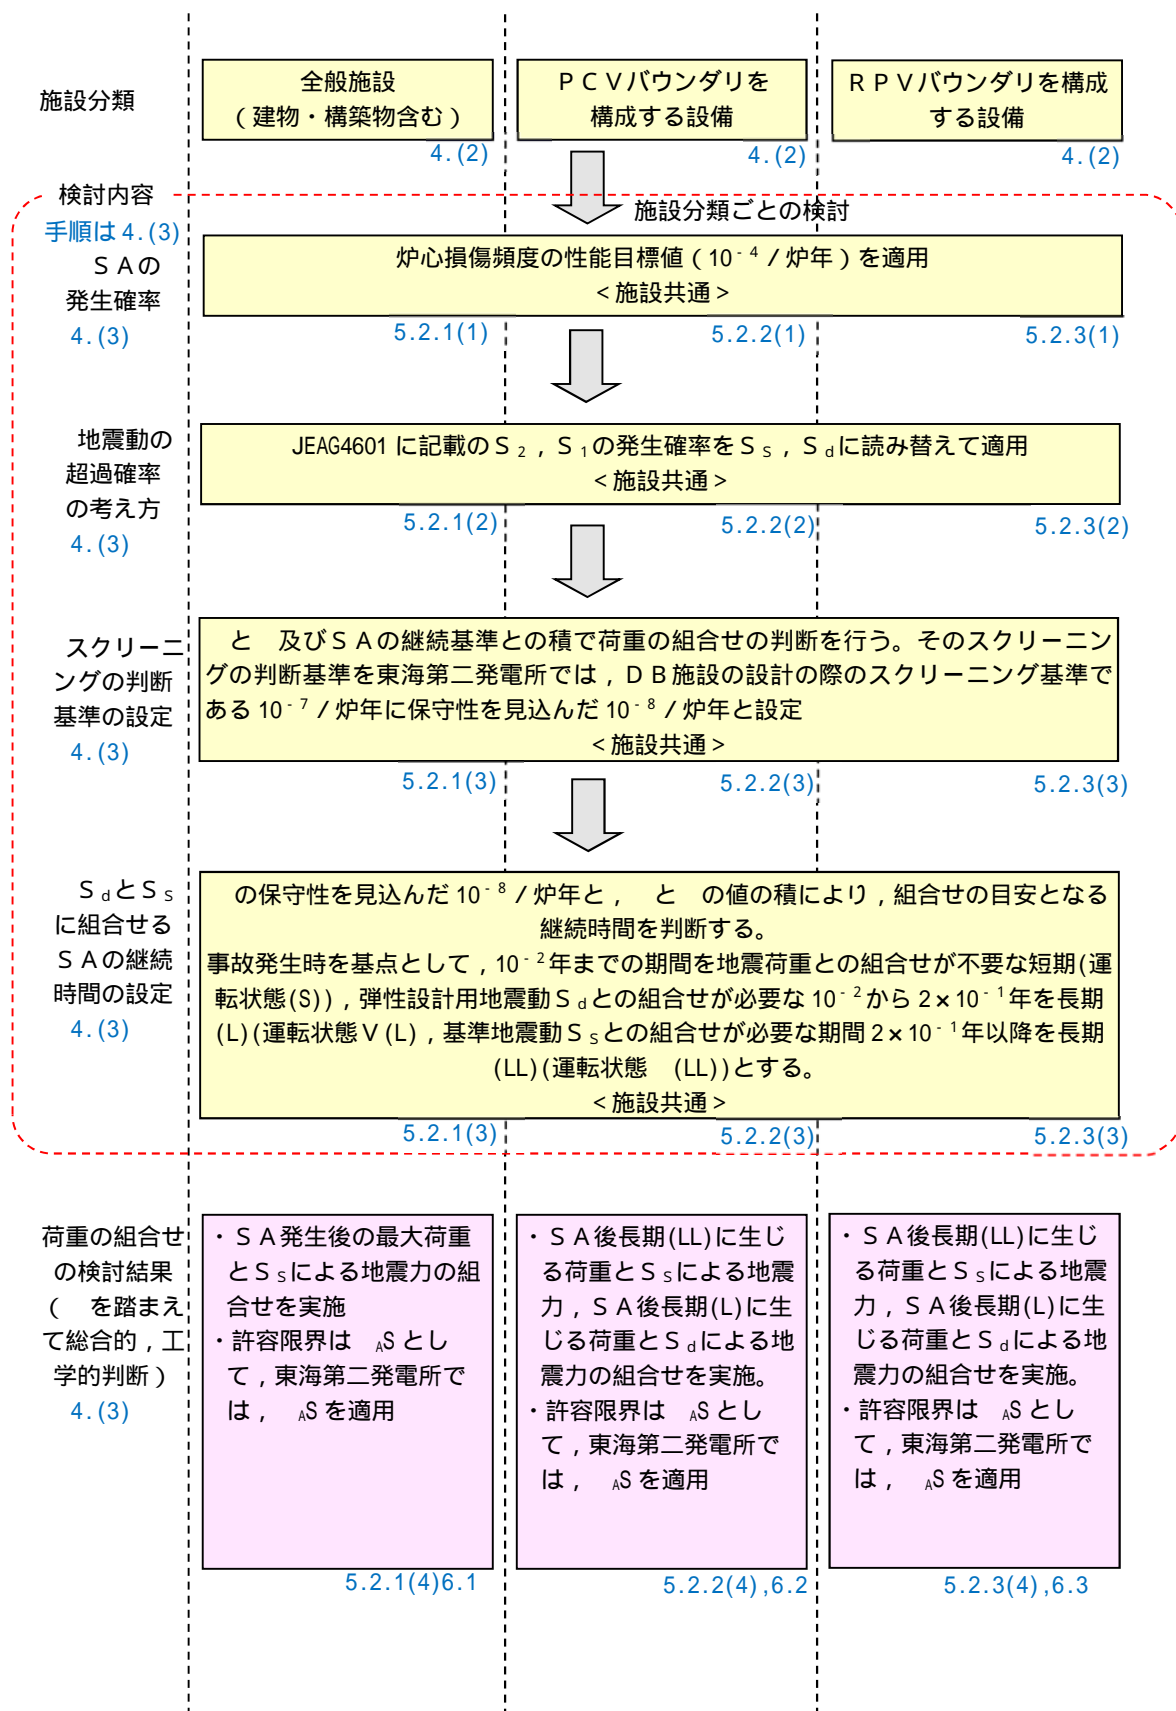 施設分類
全般施設
(建物・構築物含む)
4.(2)
ＰＣＶバウンダリを
構成する設備
4.(2)
ＲＰＶバウンダリを構成
する設備
4.(2)
検討内容
手順は 4.(3)
施設分類ごとの検討
ＳＡの
発生確率
4.(3)
炉心損傷頻度の性能目標値(10⁻⁴/炉年)を適用
<施設共通>
5.2.1(1)
5.2.2(1)
5.2.3(1)
地震動の
超過確率
の考え方
4.(3)
JEAG4601 に記載のＳ₂,Ｓ₁の発生確率をＳs,Ｓdに読み替えて適用
<施設共通>
5.2.1(2)
5.2.2(2)
5.2.3(2)
スクリーニ
ングの判断
基準の設定
4.(3)
と 及びＳＡの継続基準との積で荷重の組合せの判断を行う。そのスクリーニン
グの判断基準を東海第二発電所では,ＤＢ施設の設計の際のスクリーニング基準で
ある 10⁻⁷/炉年に保守性を見込んだ 10⁻⁸/炉年と設定
<施設共通>
5.2.1(3)
5.2.2(3)
5.2.3(3)
ＳdとＳs
に組合せる
ＳＡの継続
時間の設定
4.(3)
の保守性を見込んだ 10⁻⁸/炉年と, と の値の積により,組合せの目安となる
継続時間を判断する。
事故発生時を基点として,10⁻²年までの期間を地震荷重との組合せが不要な短期(運
転状態(S)),弾性設計用地震動Ｓdとの組合せが必要な 10⁻²から 2×10⁻¹年を長期
(L)(運転状態Ⅴ(L),基準地震動Ｓsとの組合せが必要な期間 2×10⁻¹年以降を長期
(LL)(運転状態 (LL))とする。
<施設共通>
5.2.1(3)
5.2.2(3)
5.2.3(3)
荷重の組合せ
の検討結果
( を踏まえ
て総合的,工
学的判断)
4.(3)
・ＳＡ発生後の最大荷重
とＳsによる地震力の組
合せを実施
・許容限界は AS とし
て,東海第二発電所で
は, AS を適用
5.2.1(4)6.1
・ＳＡ後長期(LL)に生じ
る荷重とＳsによる地震
力,ＳＡ後長期(L)に生
じる荷重とＳdによる地
震力の組合せを実施。
・許容限界は AS とし
て,東海第二発電所で
は, AS を適用
5.2.2(4),6.2
・ＳＡ後長期(LL)に生じ
る荷重とＳsによる地震
力,ＳＡ後長期(L)に生
じる荷重とＳdによる地
震力の組合せを実施。
・許容限界は AS とし
て,東海第二発電所で
は, AS を適用
5.2.3(4),6.3